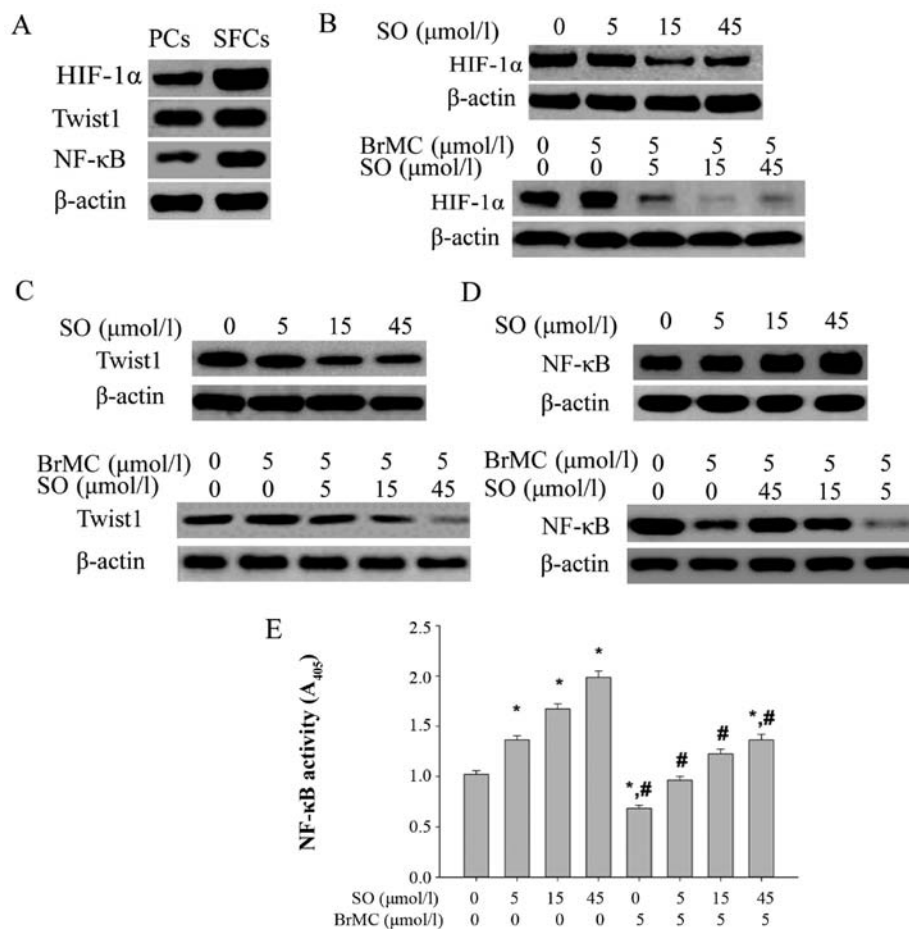 A
PCs SFCs
HIF-1α
Twist1
NF-κB
β-actin
B
SO (μmol/l) 0 5 15 45
HIF-1α
β-actin
BrMC (μmol/l) 0 5 5 5 5
SO (μmol/l) 0 0 5 15 45
HIF-1α
β-actin
C
SO (μmol/l) 0 5 15 45
Twist1
β-actin
BrMC (μmol/l) 0 5 5 5 5
SO (μmol/l) 0 0 5 15 45
Twist1
β-actin
D
SO (μmol/l) 0 5 15 45
NF-κB
β-actin
BrMC (μmol/l) 0 5 5 5 5
SO (μmol/l) 0 0 45 15 5
NF-κB
β-actin
E
NF-κB activity (A405)
2.5
2.0
1.5
1.0
0.5
0.0
* * * *,# # # *,#
SO (μmol/l) 0 5 15 45 0 5 15 45
BrMC (μmol/l) 0 0 0 0 5 5 5 5